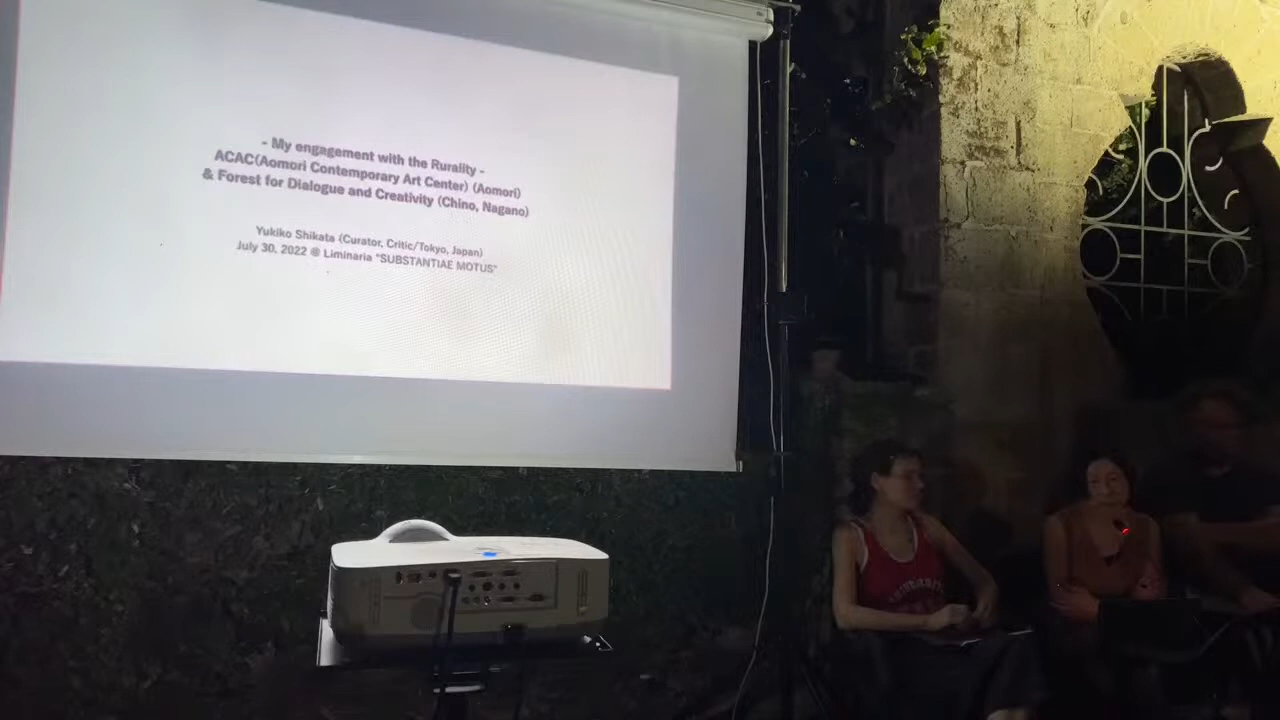 - My engagement with the Rurality -
ACAC(Aomori Contemporary Art Center) (Aomori)
& Forest for Dialogue and Creativity (Chino, Nagano)
Yukiko Shikata (Curator, Critic/Tokyo, Japan)
July 30, 2022 @ Liminaria "SUBSTANTIAE MOTUS"